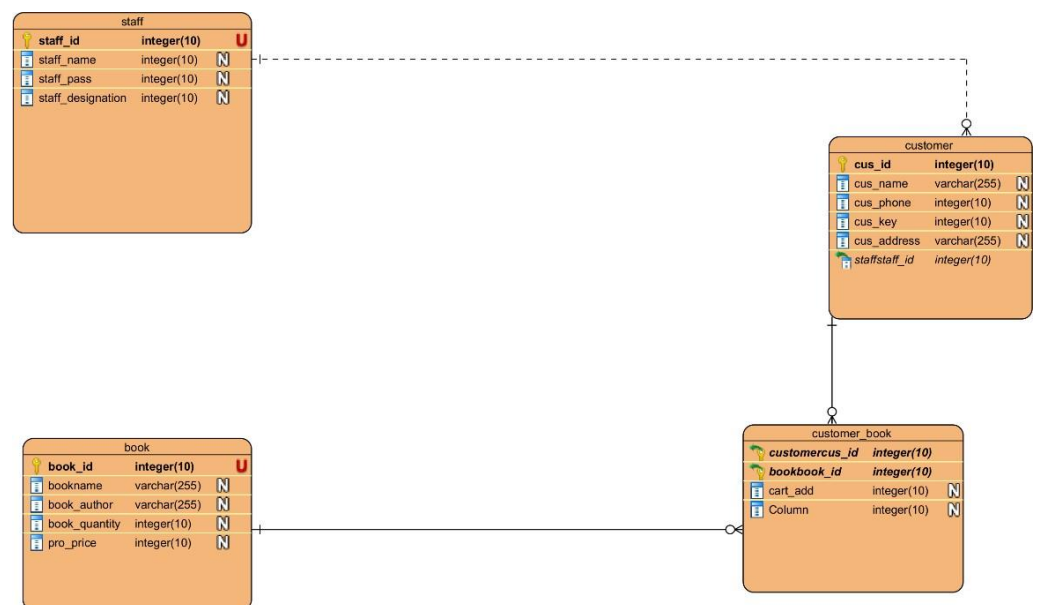 staff
staff_id integer(10) U
staff_name integer(10) N
staff_pass integer(10) N
staff_designation integer(10) N
customer
cus_id integer(10)
cus_name varchar(255) N
cus_phone integer(10) N
cus_key integer(10) N
cus_address varchar(255) N
staffstaff_id integer(10)
book
book_id integer(10) U
bookname varchar(255) N
book_author varchar(255) N
book_quantity integer(10) N
pro_price integer(10) N
customer_book
customercus_id integer(10)
bookbook_id integer(10)
cart_add integer(10) N
Column integer(10) N